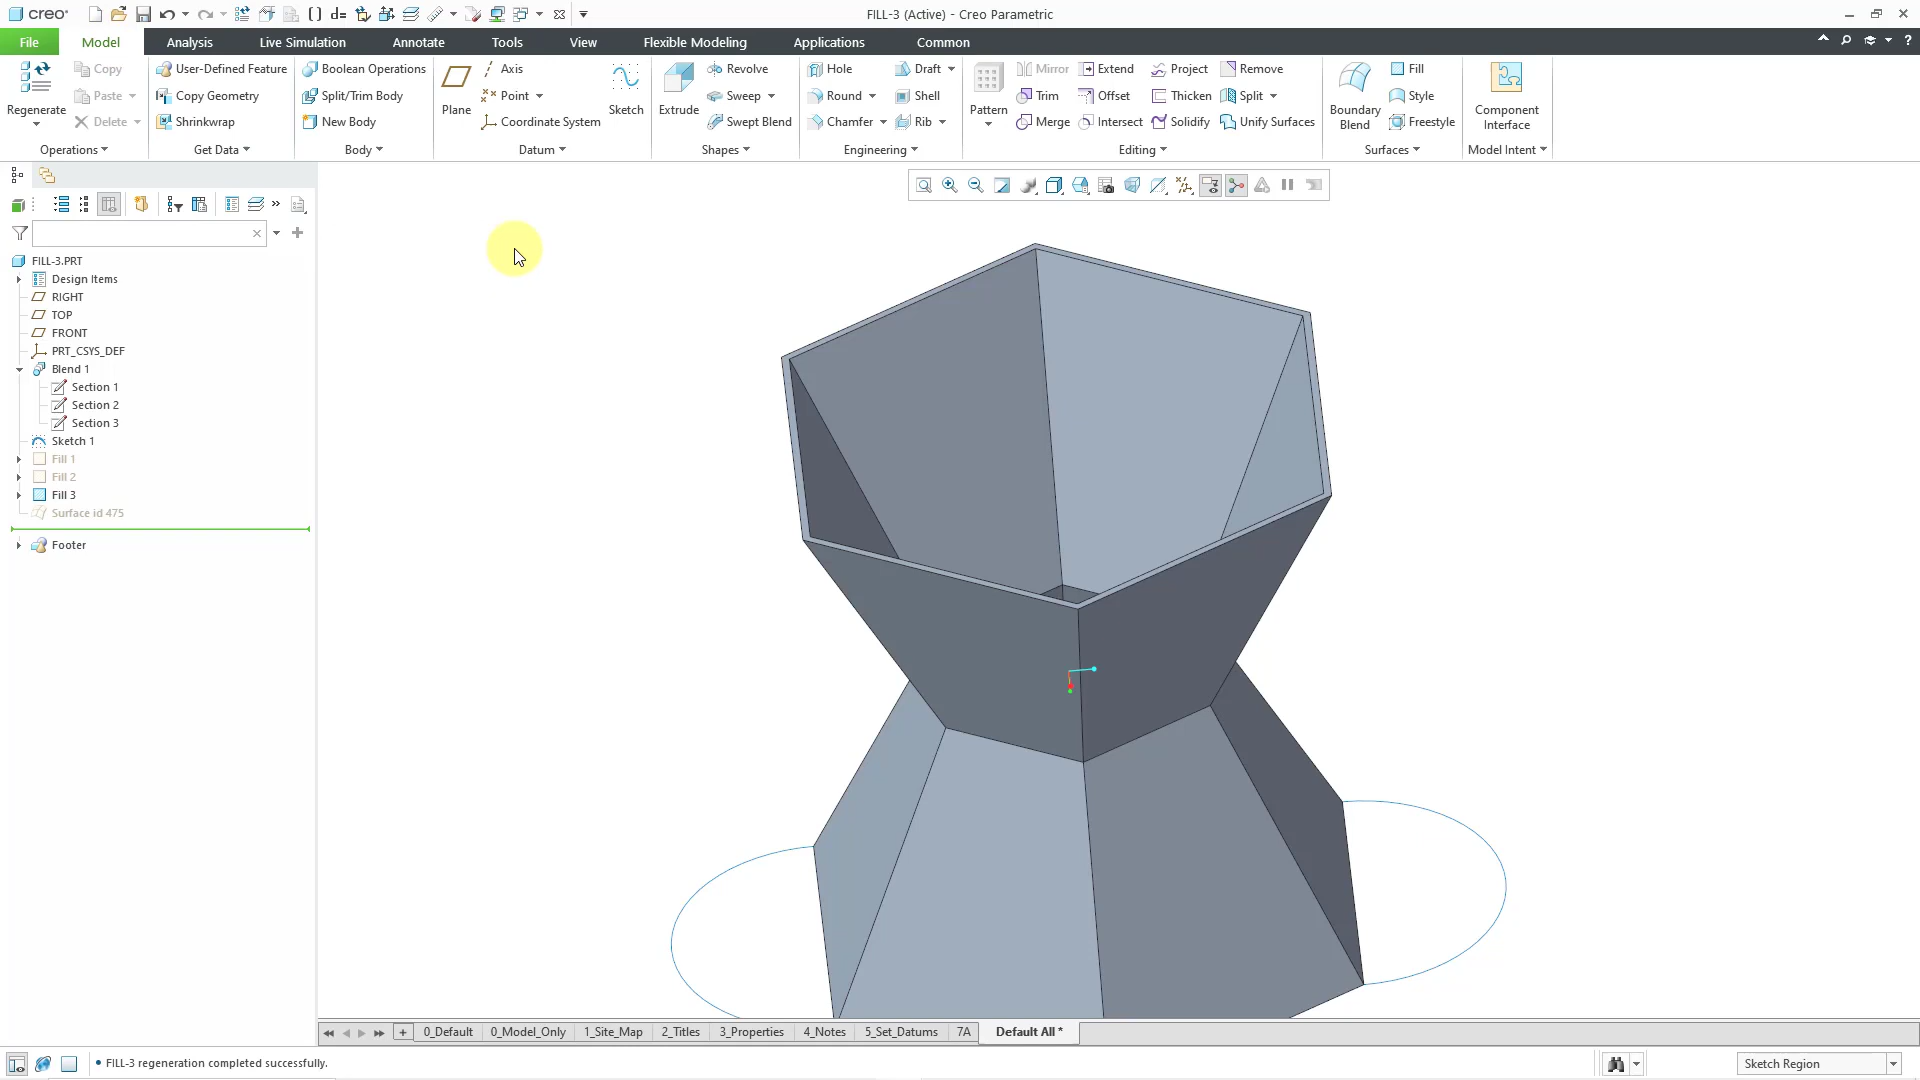 creo
FILL-3 (Active) - Creo Parametric
File Model Analysis Live Simulation Annotate Tools View Flexible Modeling Applications Common
Regenerate
Copy
Paste
Delete
Operations
User-Defined Feature
Copy Geometry
Shrinkwrap
Get Data
Boolean Operations
Split/Trim Body
New Body
Body
Plane
Axis
Point
Coordinate System
Sketch
Datum
Extrude
Revolve
Sweep
Swept Blend
Shapes
Hole
Round
Chamfer
Draft
Shell
Rib
Engineering
Pattern
Mirror
Trim
Merge
Extend
Offset
Intersect
Project
Thicken
Solidify
Remove
Split
Unify Surfaces
Editing
Boundary
Blend
Fill
Style
Freestyle
Surfaces
Component
Interface
Model Intent
FILL-3.PRT
Design Items
RIGHT
TOP
FRONT
PRT_CSYS_DEF
Blend 1
Section 1
Section 2
Section 3
Sketch 1
Fill 1
Fill 2
Fill 3
Surface id 475
Footer
0_Default 0_Model_Only 1_Site_Map 2_Titles 3_Properties 4_Notes 5_Set_Datums 7A Default All *
• FILL-3 regeneration completed successfully.
Sketch Region